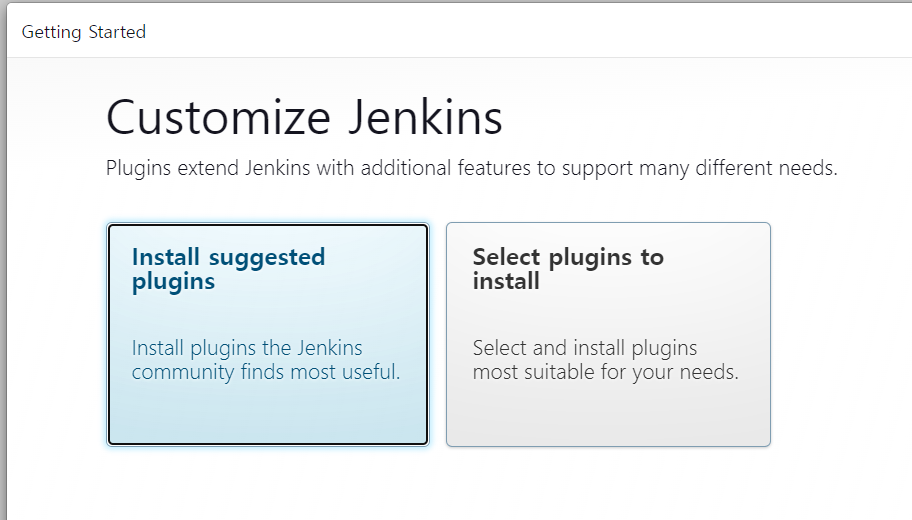 Getting Started
Customize Jenkins
Plugins extend Jenkins with additional features to support many different needs.
Install suggested
plugins
Install plugins the Jenkins
community finds most useful.
Select plugins to
install
Select and install plugins
most suitable for your needs.